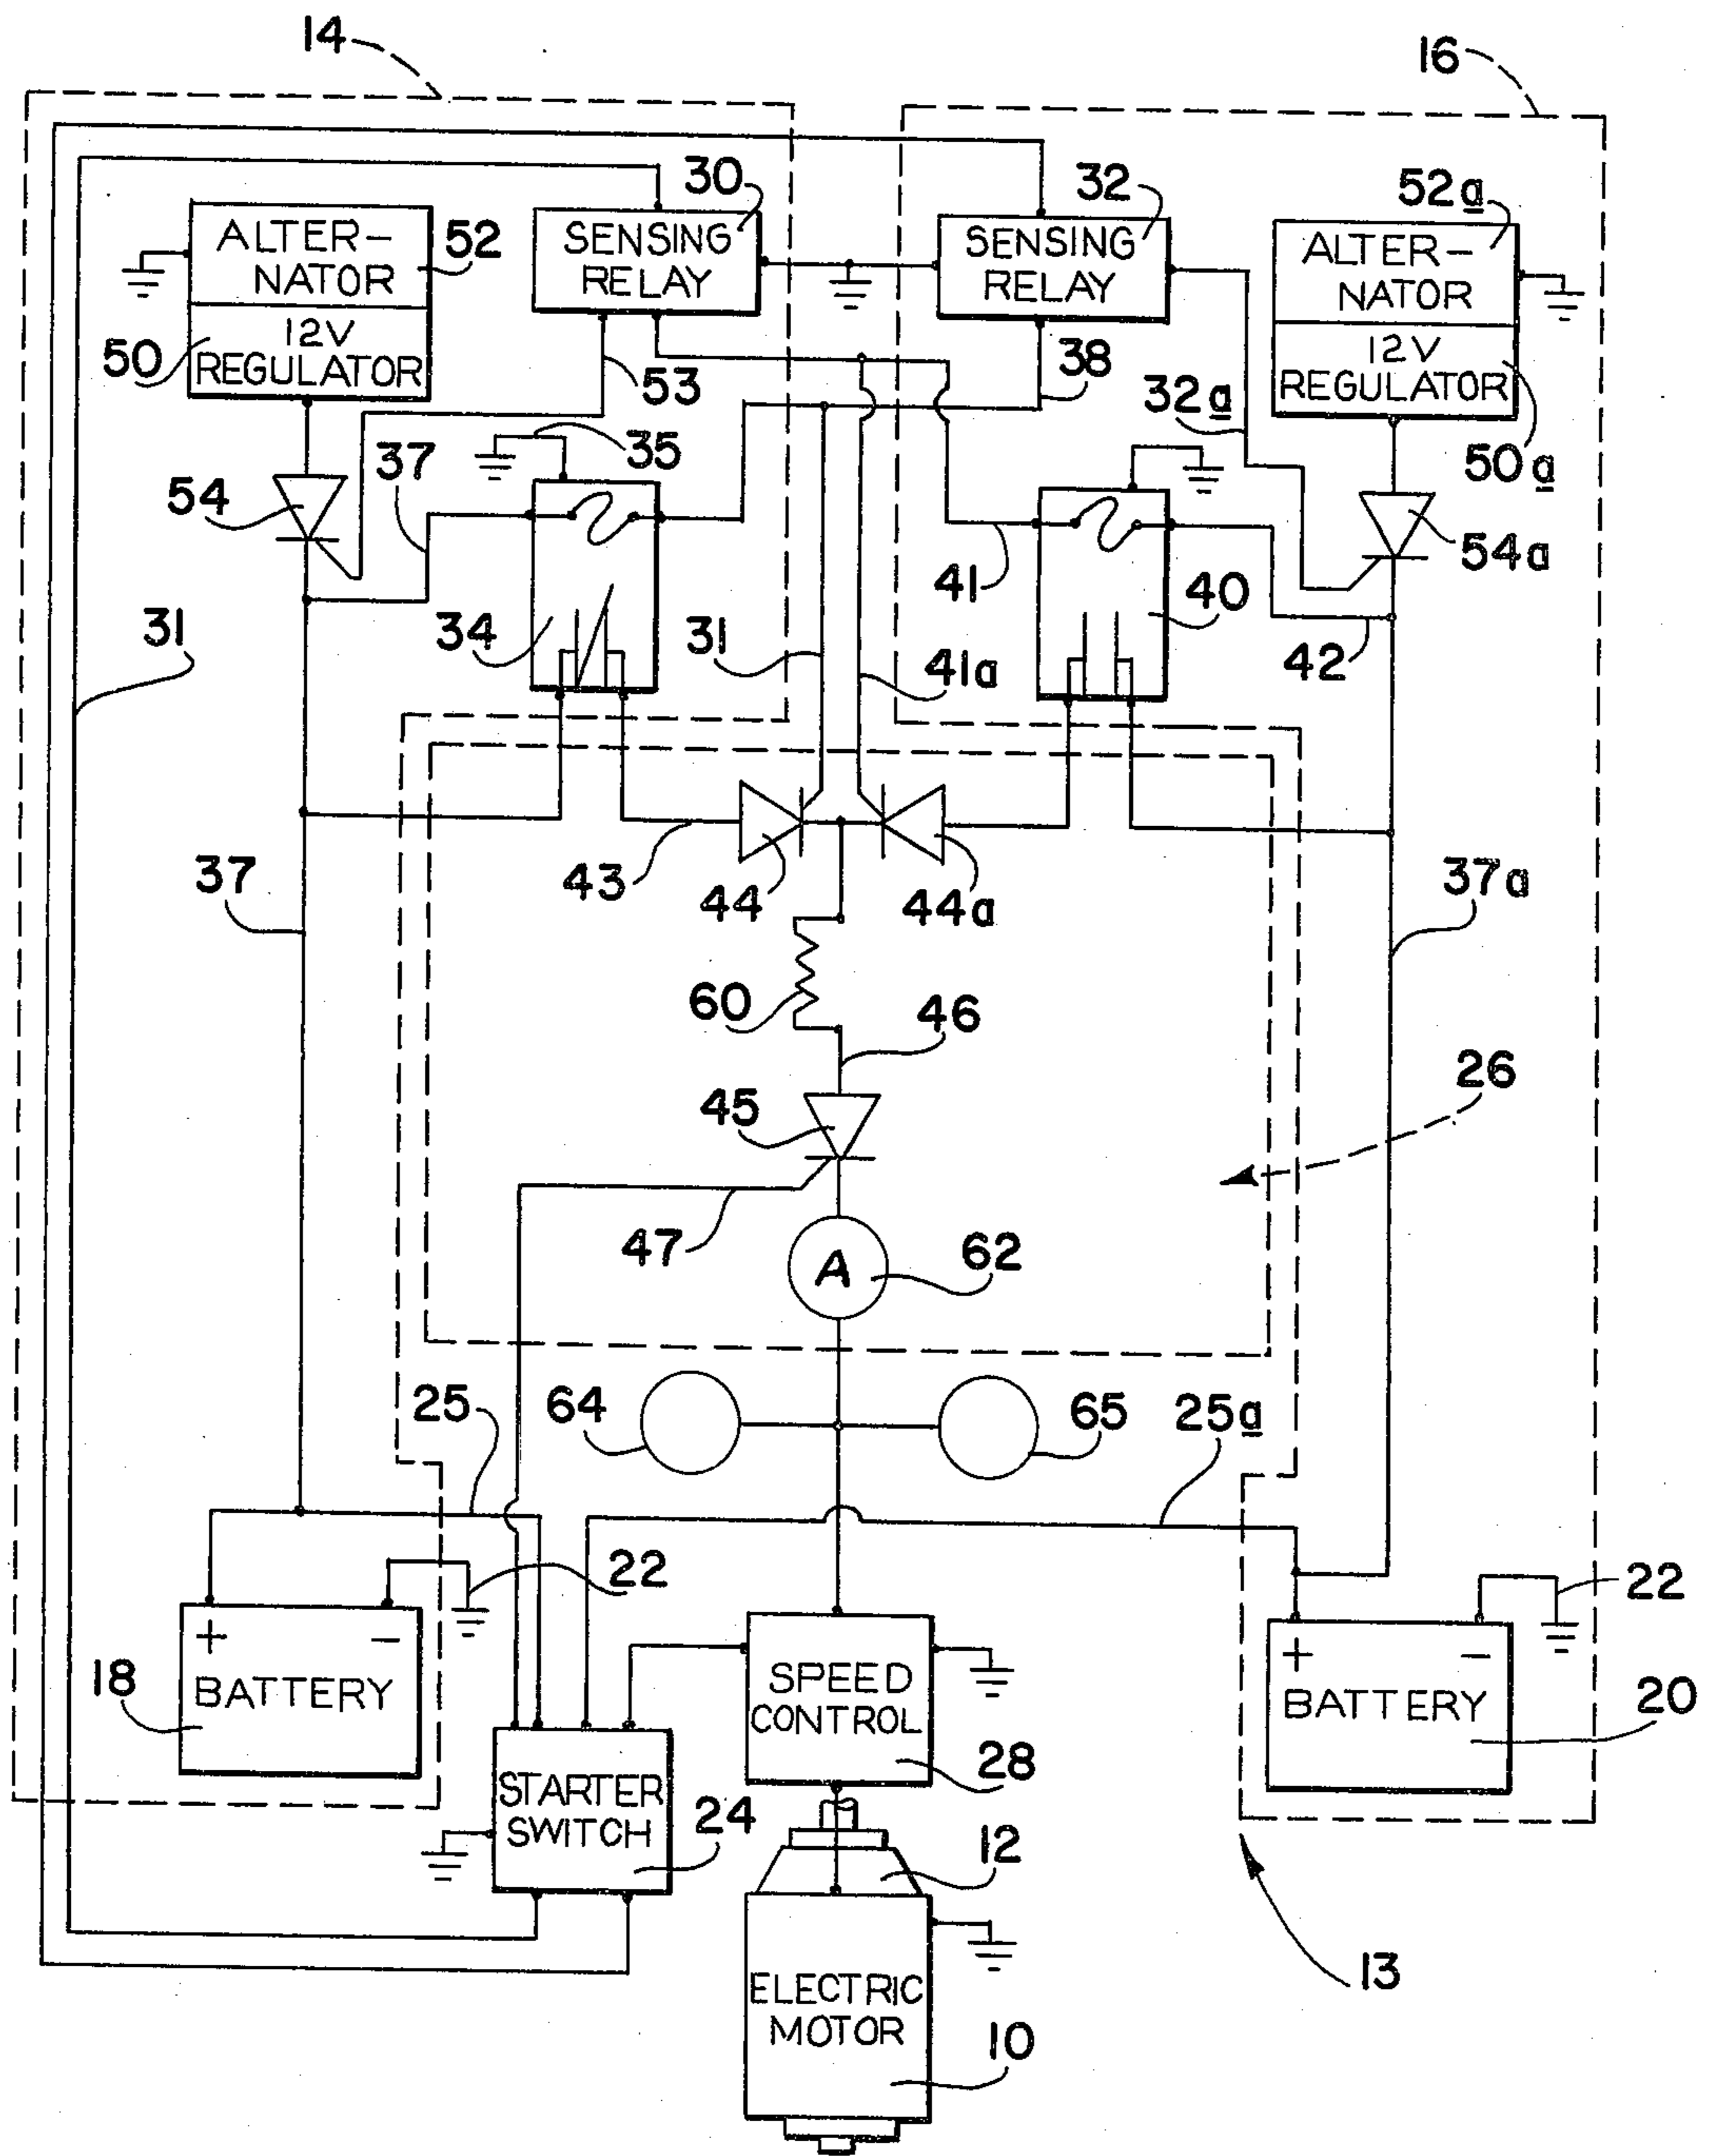 14
16
30
32
52a
ALTER-
NATOR
52
SENSING
RELAY
SENSING
RELAY
ALTER-
NATOR
50
12V
REGULATOR
53
38
32a
12V
REGULATOR
50a
37
35
54
41
54a
31
34
31
41a
40
42
37
43
44
44a
37a
60
46
26
45
47
A
62
25
64
65
25a
22
22
+ -
BATTERY
18
SPEED
CONTROL
28
+ -
BATTERY
20
STARTER
SWITCH
24
12
13
ELECTRIC
MOTOR
10